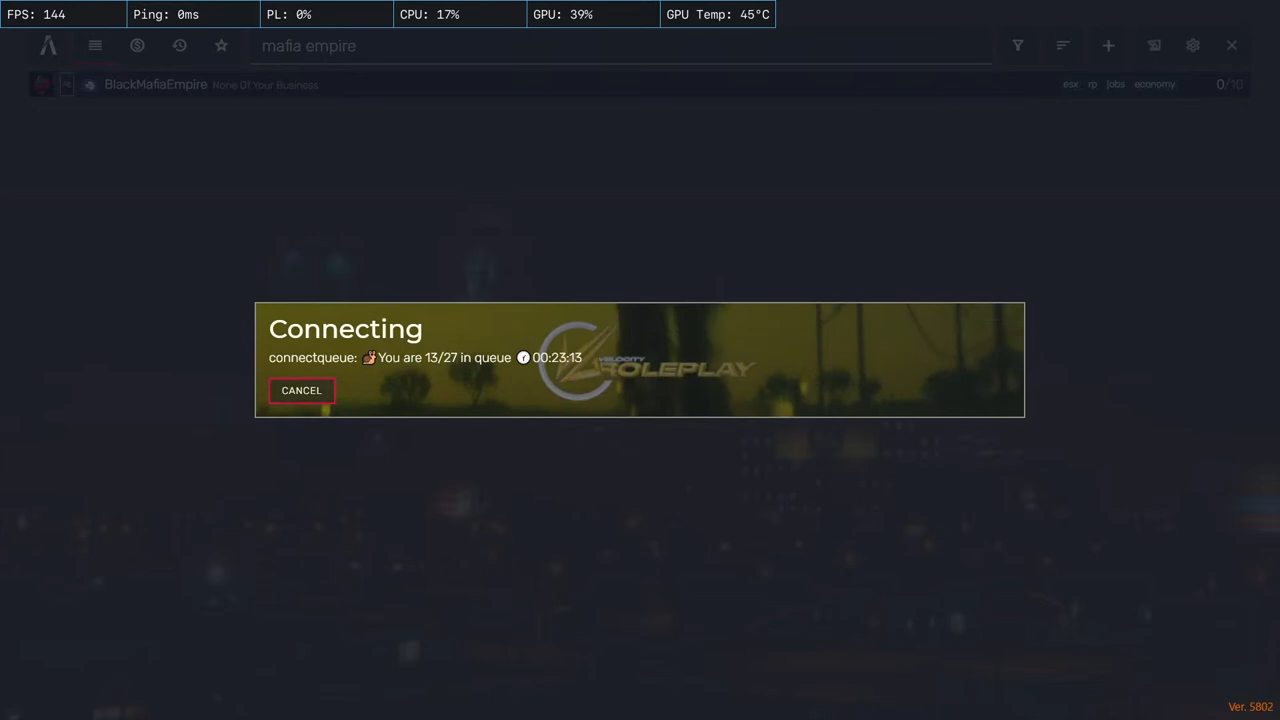 FPS: 144 Ping: 0ms PL: 0% CPU: 17% GPU: 39% GPU Temp: 45°C
mafia empire
BlackMafiaEmpire None Of Your Business esx rp jobs economy 0/10
Connecting
connectqueue: 🐌You are 13/27 in queue 🕜00:23:13
VELOCITY
ROLEPLAY
CANCEL
Ver. 5802